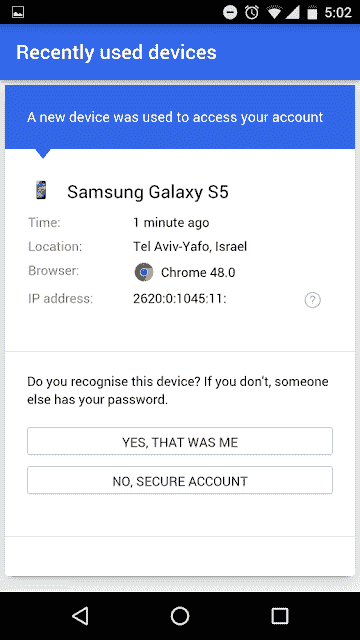 5:02
Recently used devices
A new device was used to access your account
Samsung Galaxy S5
Time: 1 minute ago
Location: Tel Aviv-Yafo, Israel
Browser: Chrome 48.0
IP address: 2620:0:1045:11: ?
Do you recognise this device? If you don't, someone
else has your password.
YES, THAT WAS ME
NO, SECURE ACCOUNT